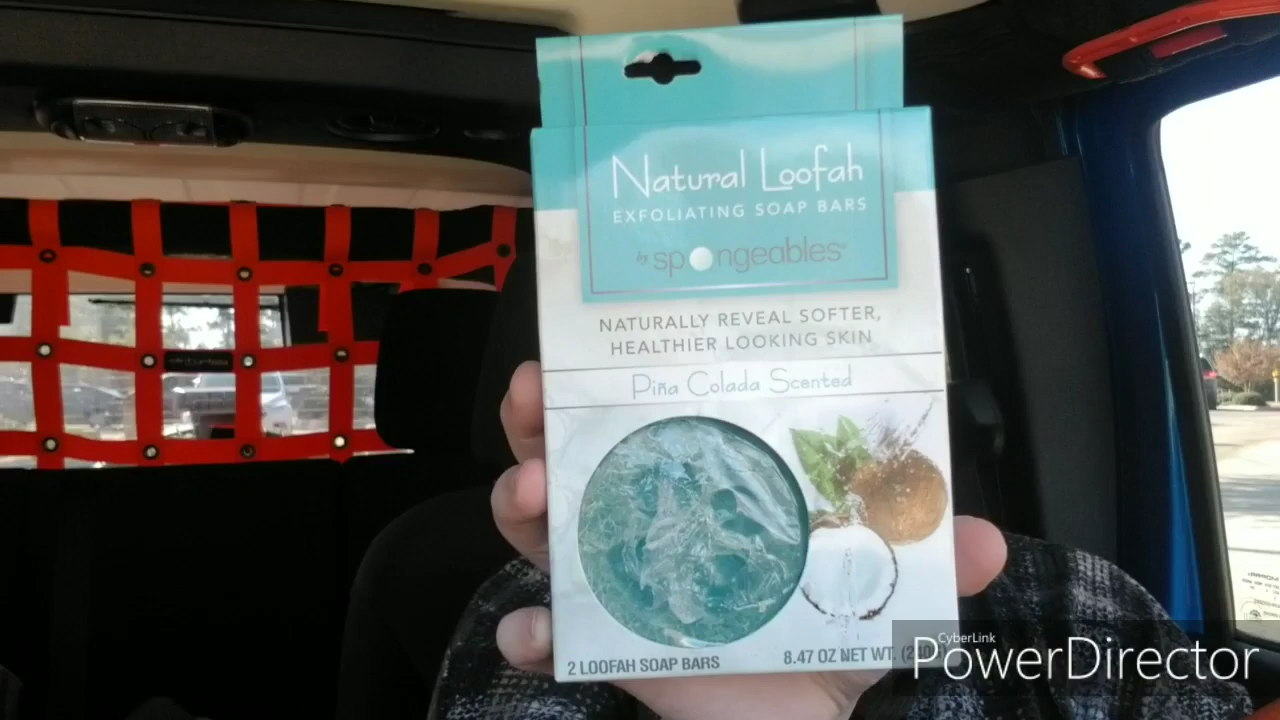 Natural Loofah
EXFOLIATING SOAP BARS
by spongeables
NATURALLY REVEAL SOFTER,
HEALTHIER LOOKING SKIN
Piña Colada Scented
2 LOOFAH SOAP BARS
8.47 OZ NET WT.
CyberLink
PowerDirector